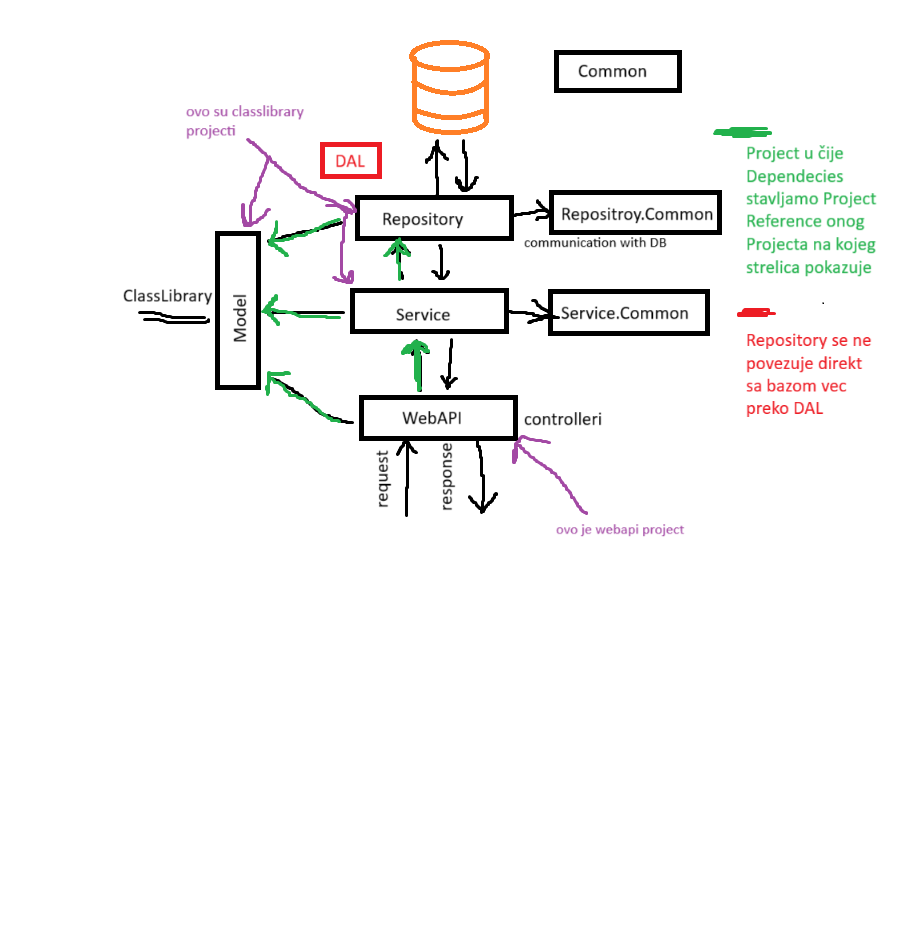 Common
ovo su classlibrary
projecti
DAL
Project u čije
Dependecies
stavljamo Project
Reference onog
Projecta na kojeg
strelica pokazuje
Repository
Repositroy.Common
communication with DB
ClassLibrary
Model
Service
Service.Common
Repository se ne
povezuje direkt
sa bazom vec
preko DAL
WebAPI
controlleri
request
response
ovo je webapi project